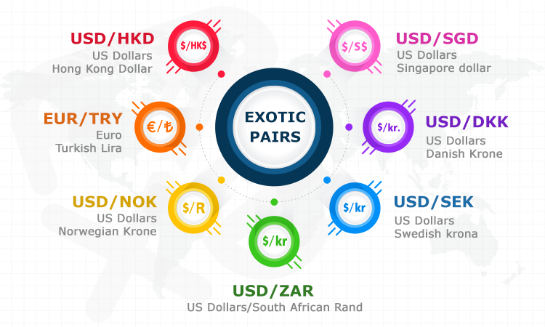 USD/HKD
US Dollars
Hong Kong Dollar
$/HK$
$/S$
USD/SGD
US Dollars
Singapore dollar
EUR/TRY
Euro
Turkish Lira
€/₺
EXOTIC
PAIRS
$/kr.
USD/DKK
US Dollars
Danish Krone
USD/NOK
US Dollars
Norwegian Krone
$/R
$/kr
USD/SEK
US Dollars
Swedish krona
$/kr
USD/ZAR
US Dollars/South African Rand